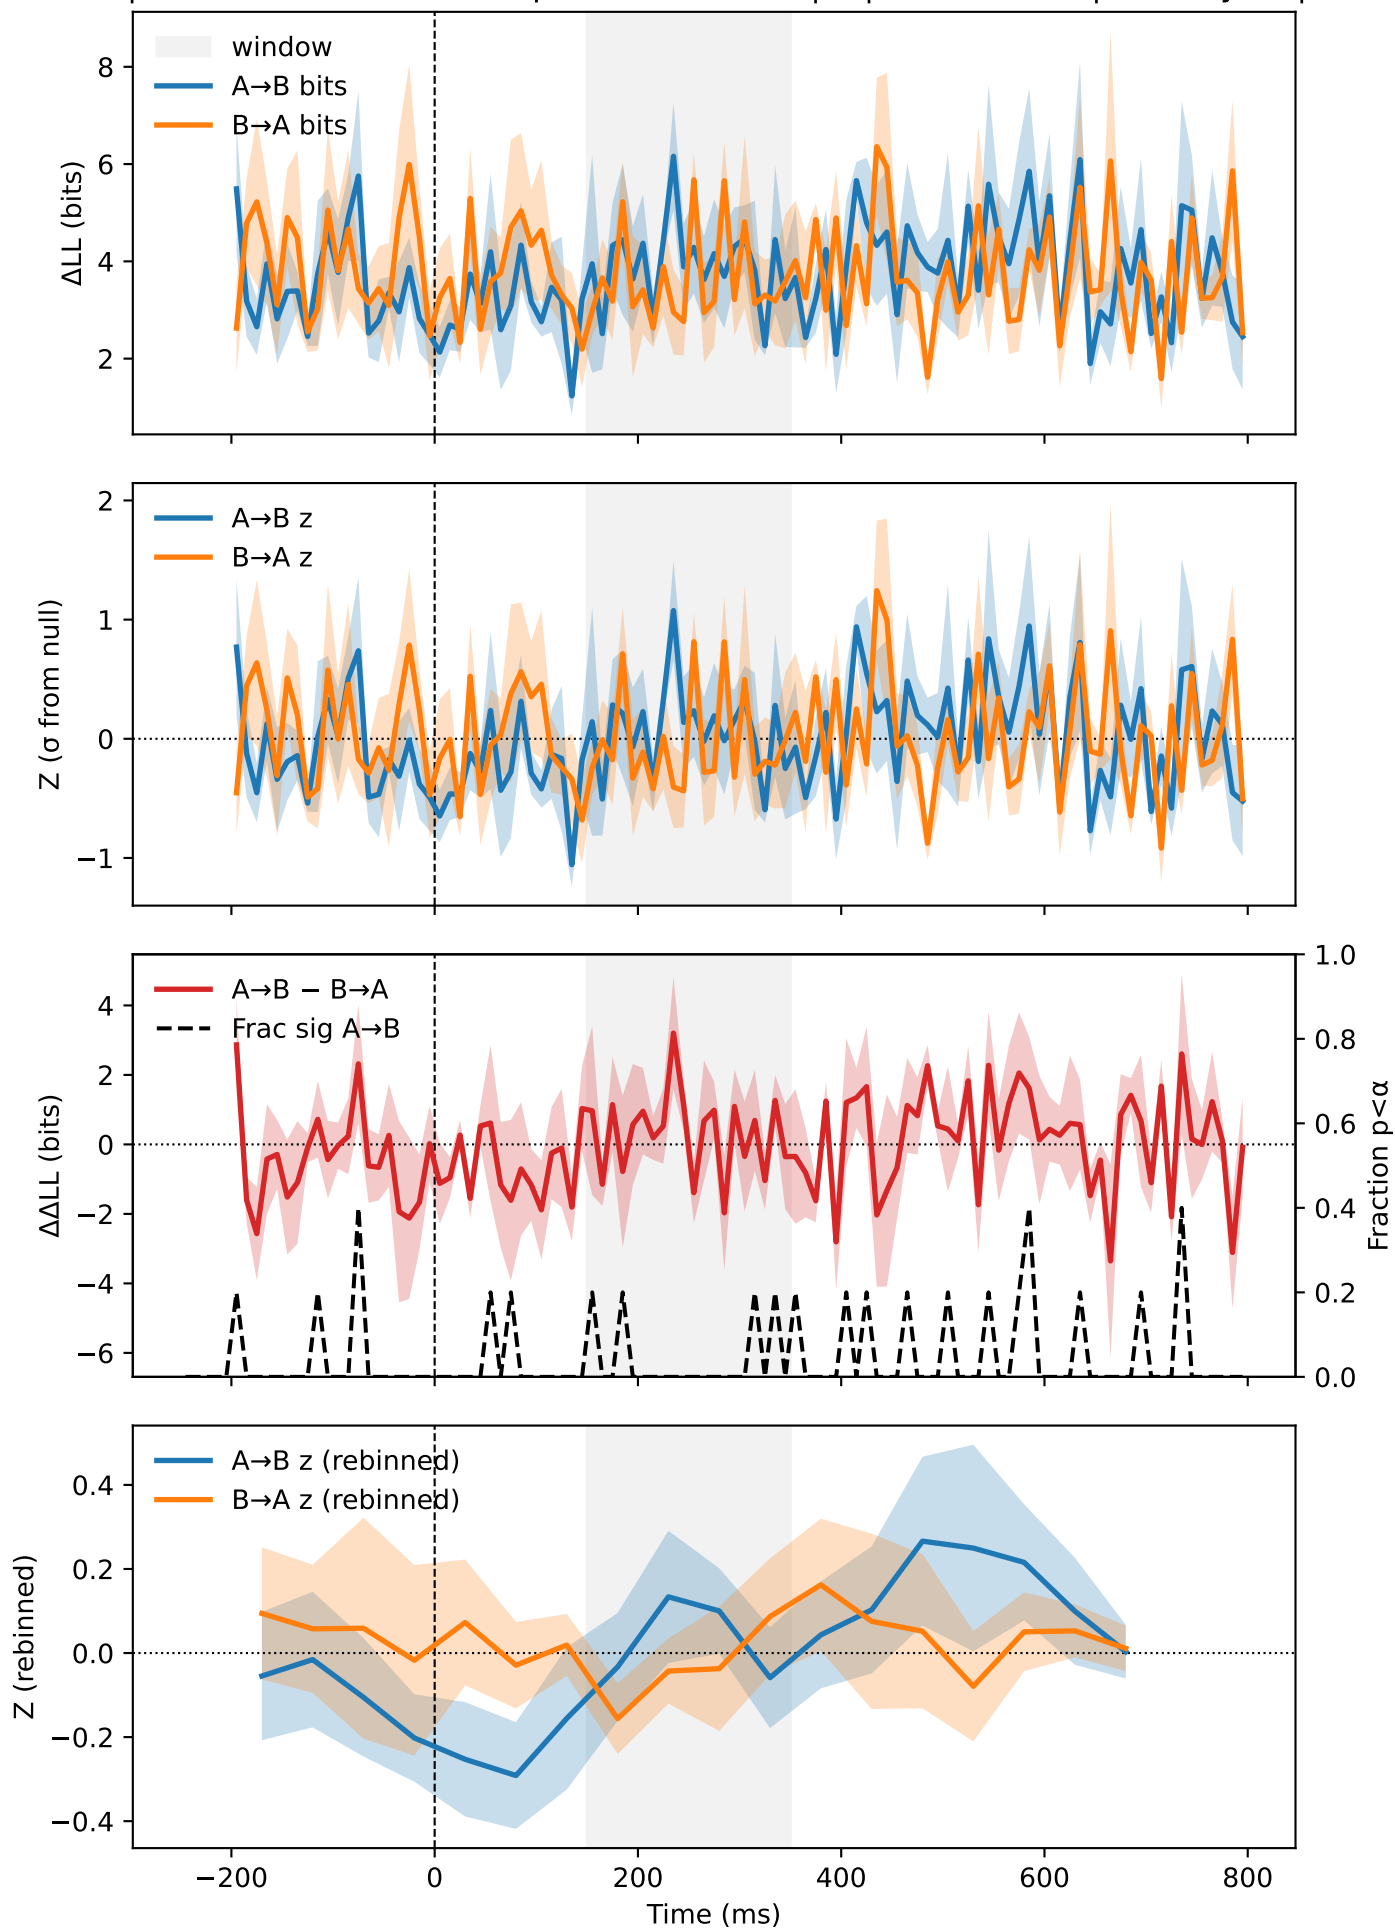 window
A→B bits
B→A bits
8
6
4
2
ΔLL (bits)
A→B z
B→A z
2
1
0
−1
Z (σ from null)
A→B − B→A
Frac sig A→B
4
2
0
−2
−4
−6
ΔΔLL (bits)
1.0
0.8
0.6
0.4
0.2
0.0
Fraction p<α
A→B z (rebinned)
B→A z (rebinned)
0.4
0.2
0.0
−0.2
−0.4
Z (rebinned)
−200
0
200
400
600
800
Time (ms)